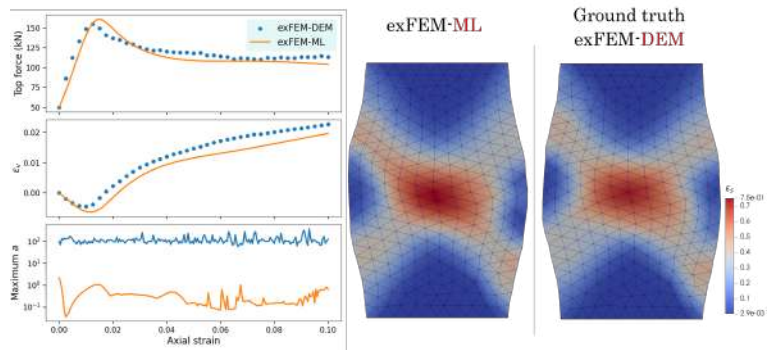 exFEM-DEM
exFEM-ML
Top force (kN)
150
125
100
75
50
ϵᵥ
0.02
0.00
Maximum a
10²
10¹
10⁻¹
0.00 0.02 0.04 0.06 0.08 0.10
Axial strain
exFEM-ML
Ground truth
exFEM-DEM
ϵₛ
7.5e-01
0.7
0.6
0.5
0.4
0.3
0.2
0.1
2.9e-03